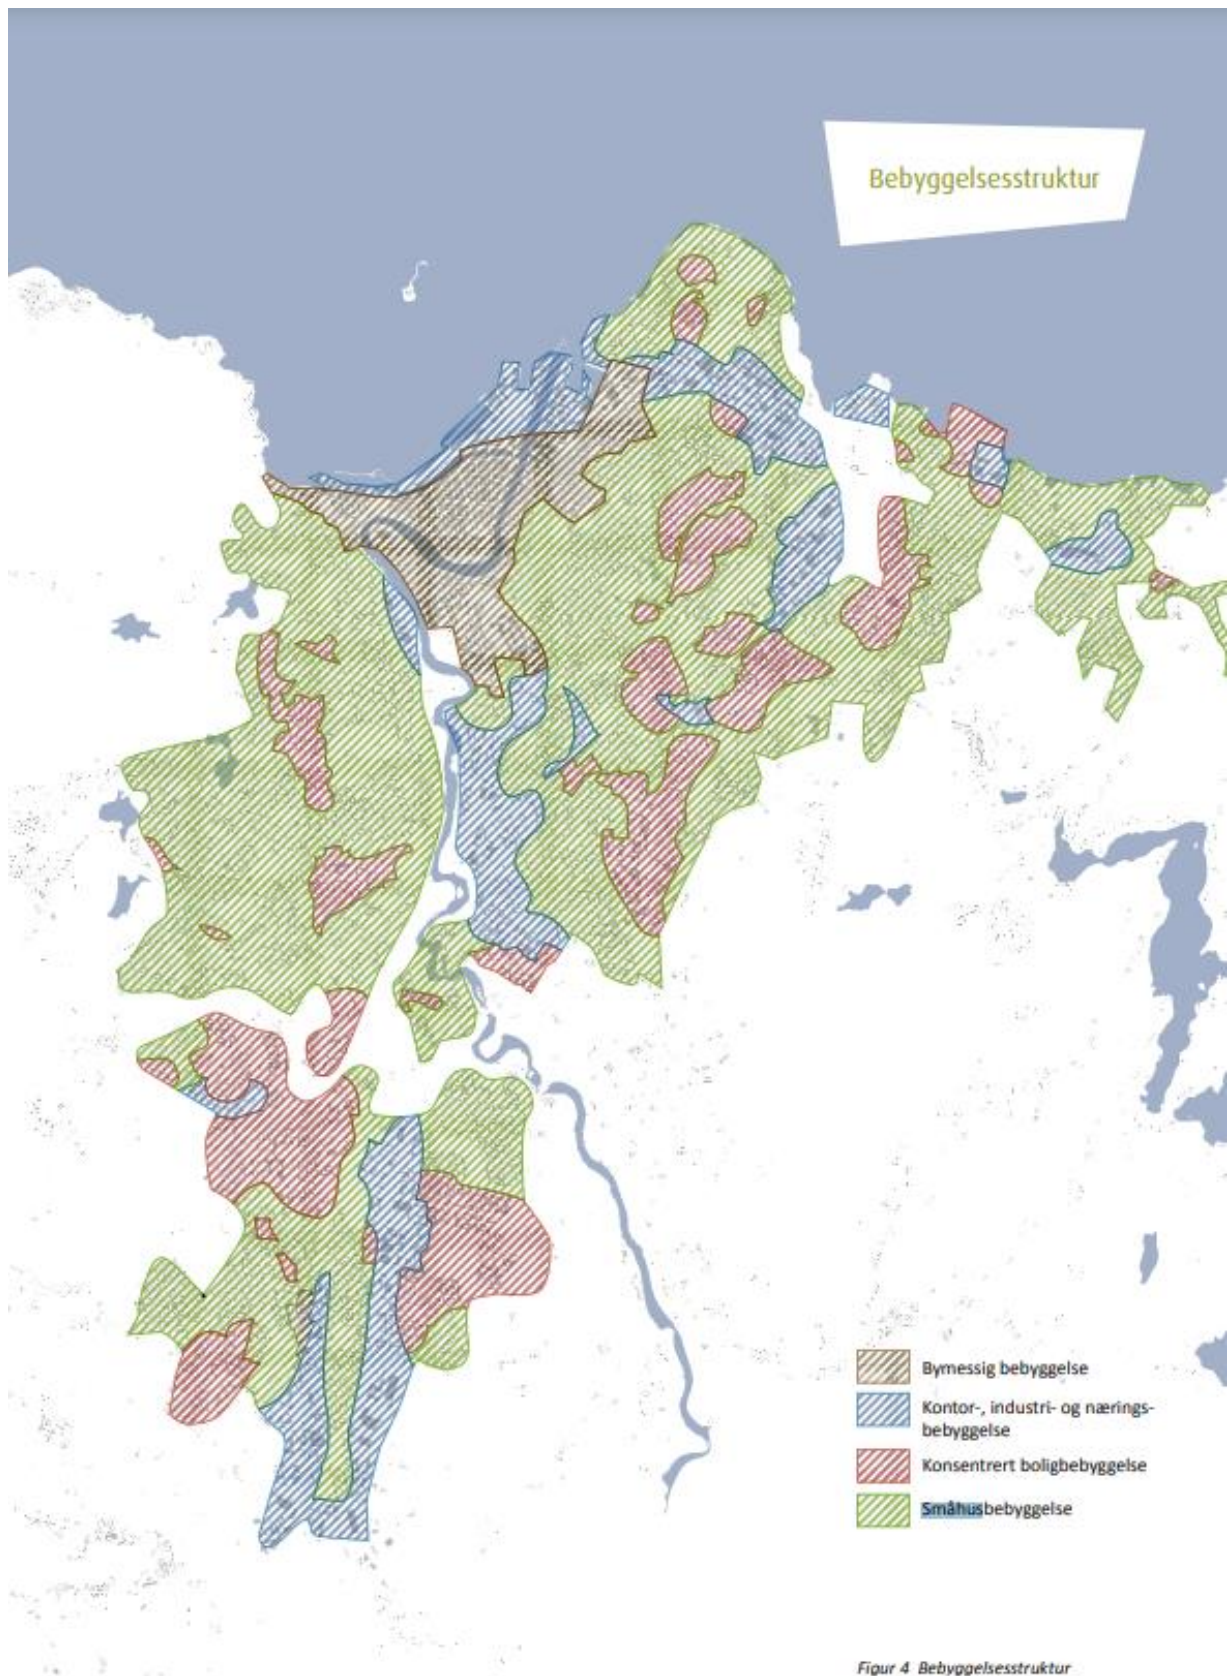 Bebyggelsesstruktur
Bymessig bebyggelse
Kontor-, industri- og nærings-
bebyggelse
Konsentrert boligbebyggelse
Småhusbebyggelse
Figur 4 Bebyggelsesstruktur